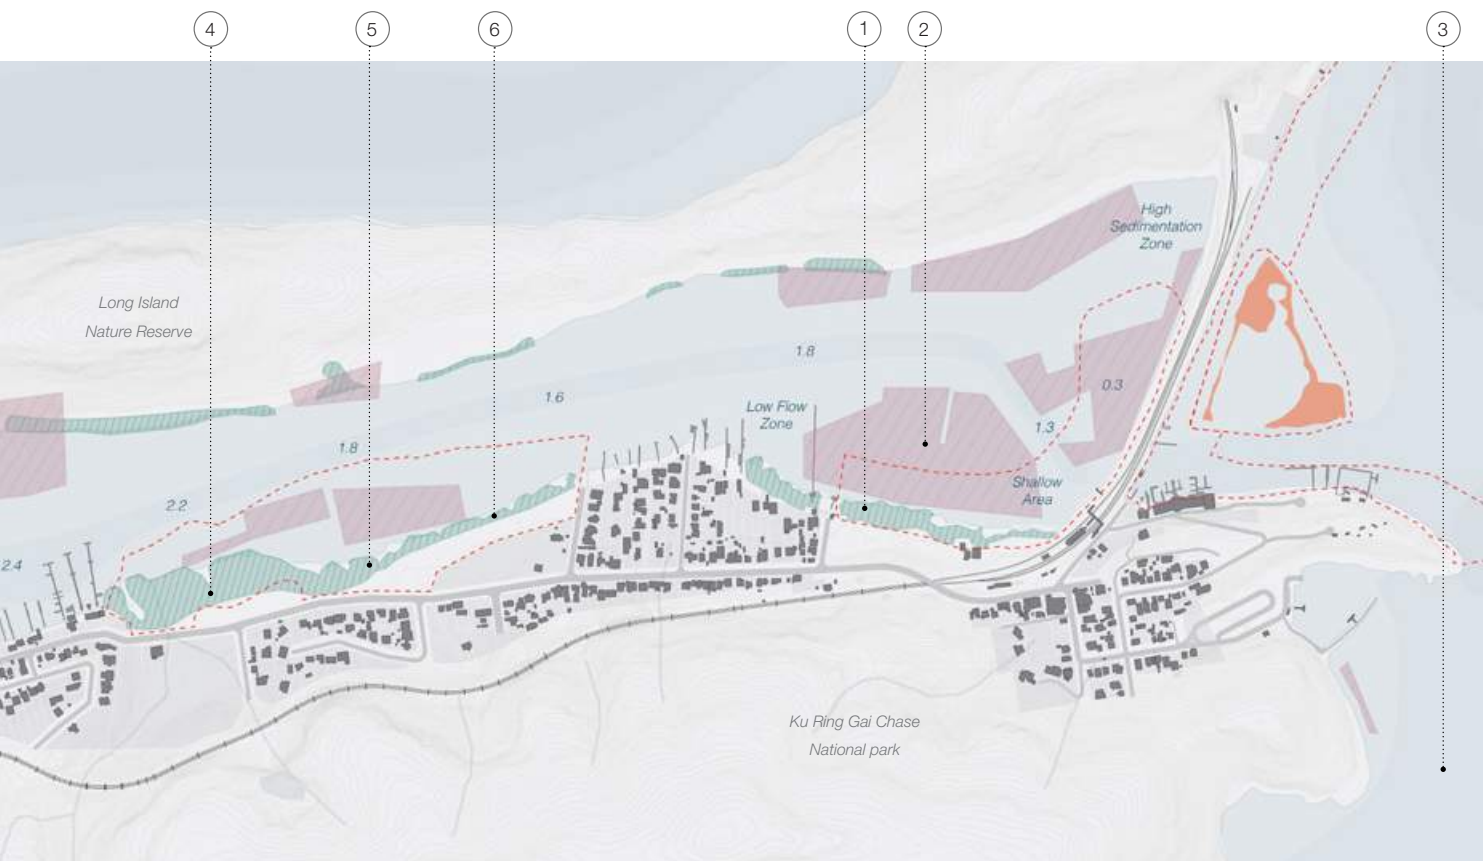 4
5
6
1
2
3
High
Sedimentation
Zone
Long Island
Nature Reserve
1.8
1.6
0.3
Low Flow
Zone
1.3
1.8
Shallow
Area
2.2
2.4
Ku Ring Gai Chase
National park